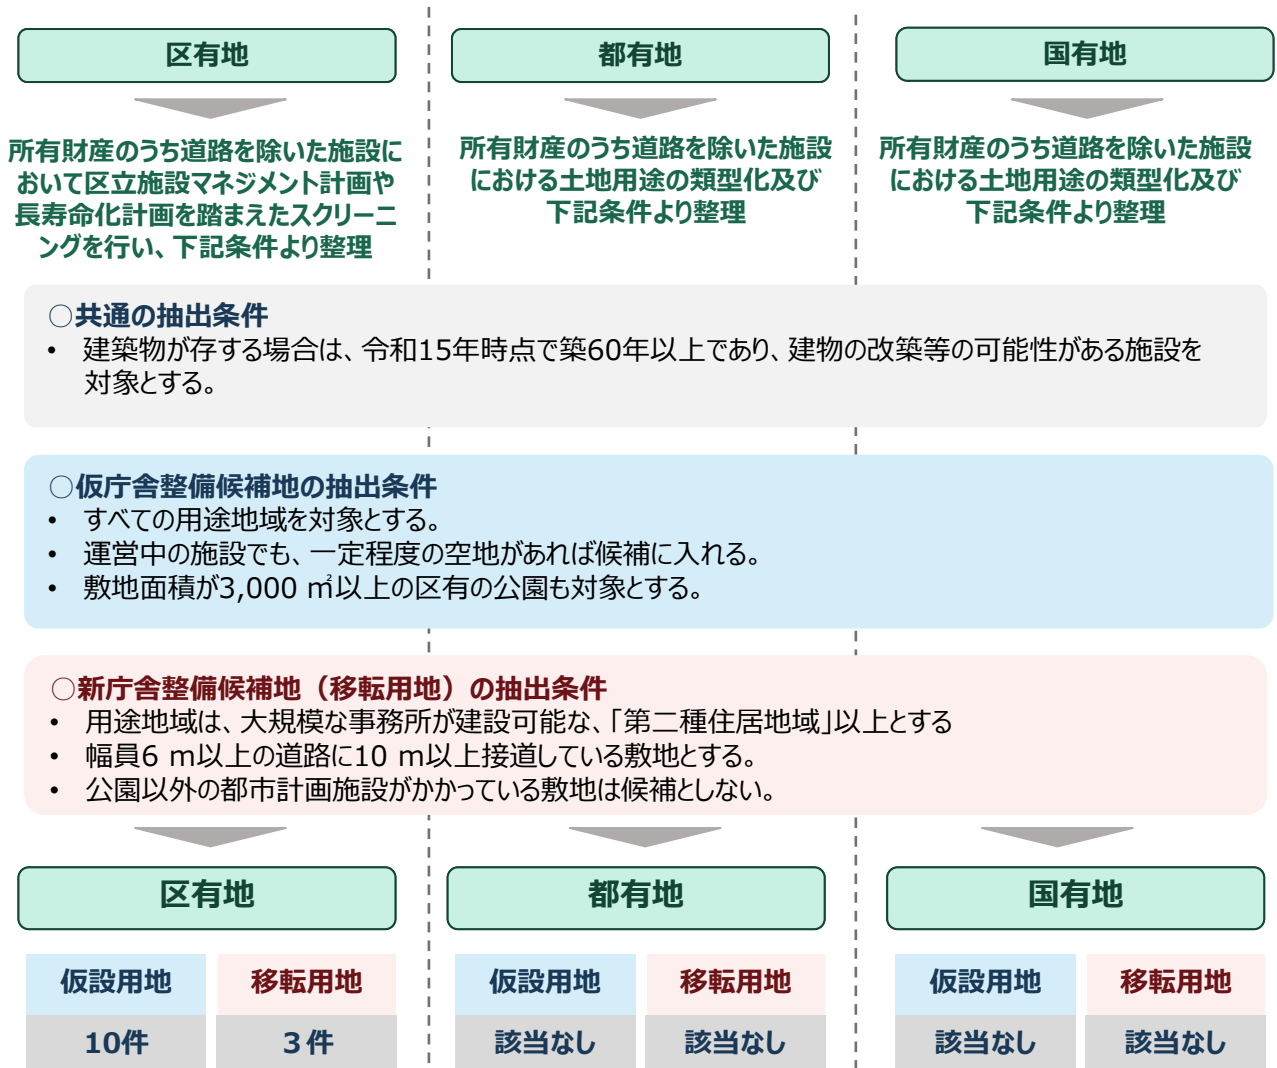 区有地
都有地
国有地
所有財産のうち道路を除いた施設に
おいて区立施設マネジメント計画や
長寿命化計画を踏まえたスクリーニ
ングを行い、下記条件より整理
所有財産のうち道路を除いた施設
における土地用途の類型化及び
下記条件より整理
所有財産のうち道路を除いた施設
における土地用途の類型化及び
下記条件より整理
○共通の抽出条件
• 建築物が存する場合は、令和15年時点で築60年以上であり、建物の改築等の可能性がある施設を
対象とする。
○仮庁舎整備候補地の抽出条件
• すべての用途地域を対象とする。
• 運営中の施設でも、一定程度の空地があれば候補に入れる。
• 敷地面積が3,000 ㎡以上の区有の公園も対象とする。
○新庁舎整備候補地（移転用地）の抽出条件
• 用途地域は、大規模な事務所が建設可能な、「第二種住居地域」以上とする
• 幅員6 m以上の道路に10 m以上接道している敷地とする。
• 公園以外の都市計画施設がかかっている敷地は候補としない。
区有地
都有地
国有地
仮設用地
移転用地
仮設用地
移転用地
仮設用地
移転用地
10件
３件
該当なし
該当なし
該当なし
該当なし